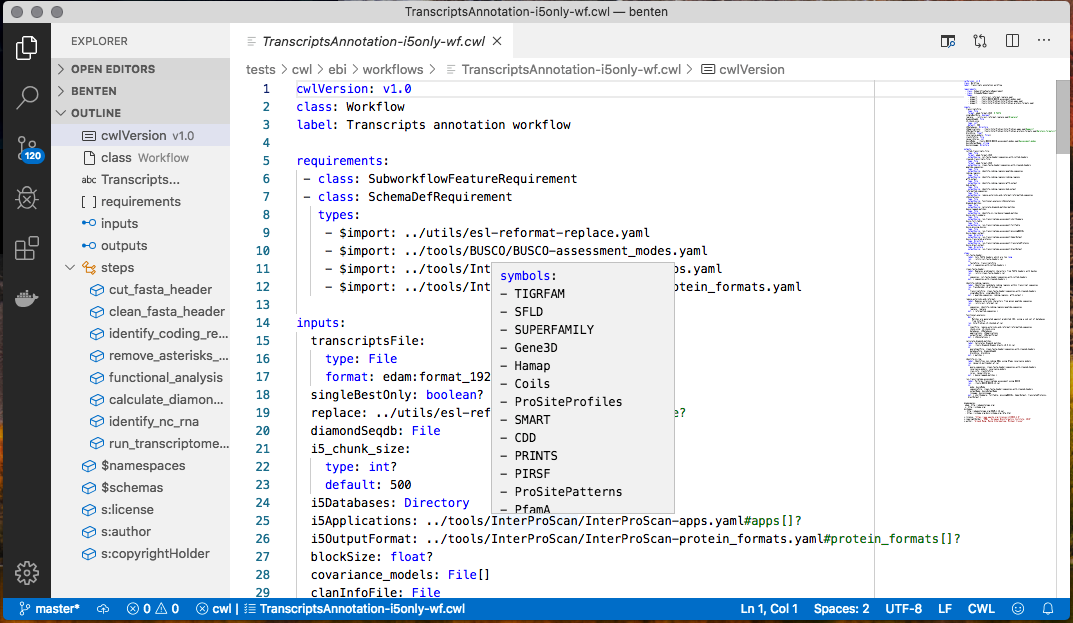 TranscriptsAnnotation-i5only-wf.cwl — benten
EXPLORER
OPEN EDITORS
BENTEN
OUTLINE
cwlVersion v1.0
class Workflow
abc Transcripts...
[ ] requirements
inputs
outputs
steps
cut_fasta_header
clean_fasta_header
identify_coding_re...
remove_asterisks_...
functional_analysis
calculate_diamon...
identify_nc_rna
run_transcriptome...
$namespaces
$schemas
s:license
s:author
s:copyrightHolder
120
TranscriptsAnnotation-i5only-wf.cwl ×
tests > cwl > ebi > workflows > TranscriptsAnnotation-i5only-wf.cwl > cwlVersion
1 cwlVersion: v1.0
2 class: Workflow
3 label: Transcripts annotation workflow
4
5 requirements:
6 - class: SubworkflowFeatureRequirement
7 - class: SchemaDefRequirement
8 types:
9 - $import: ../utils/esl-reformat-replace.yaml
10 - $import: ../tools/BUSCO/BUSCO-assessment_modes.yaml
11 - $import: ../tools/Int ps.yaml
12 - $import: ../tools/Int rotein_formats.yaml
13
14 inputs:
15 transcriptsFile:
16 type: File
17 format: edam:format_192
18 singleBestOnly: boolean?
19 replace: ../utils/esl-ref e?
20 diamondSeqdb: File
21 i5_chunk_size:
22 type: int?
23 default: 500
24 i5Databases: Directory
25 i5Applications: ../tools/InterProScan/InterProScan-apps.yaml#apps[]?
26 i5OutputFormat: ../tools/InterProScan/InterProScan-protein_formats.yaml#protein_formats[]?
27 blockSize: float?
28 covariance_models: File[]
29 clanInfoFile: File
symbols:
- TIGRFAM
- SFLD
- SUPERFAMILY
- Gene3D
- Hamap
- Coils
- ProSiteProfiles
- SMART
- CDD
- PRINTS
- PIRSF
- ProSitePatterns
- PfamA
master* 0 0 cwl | TranscriptsAnnotation-i5only-wf.cwl Ln 1, Col 1 Spaces: 2 UTF-8 LF CWL